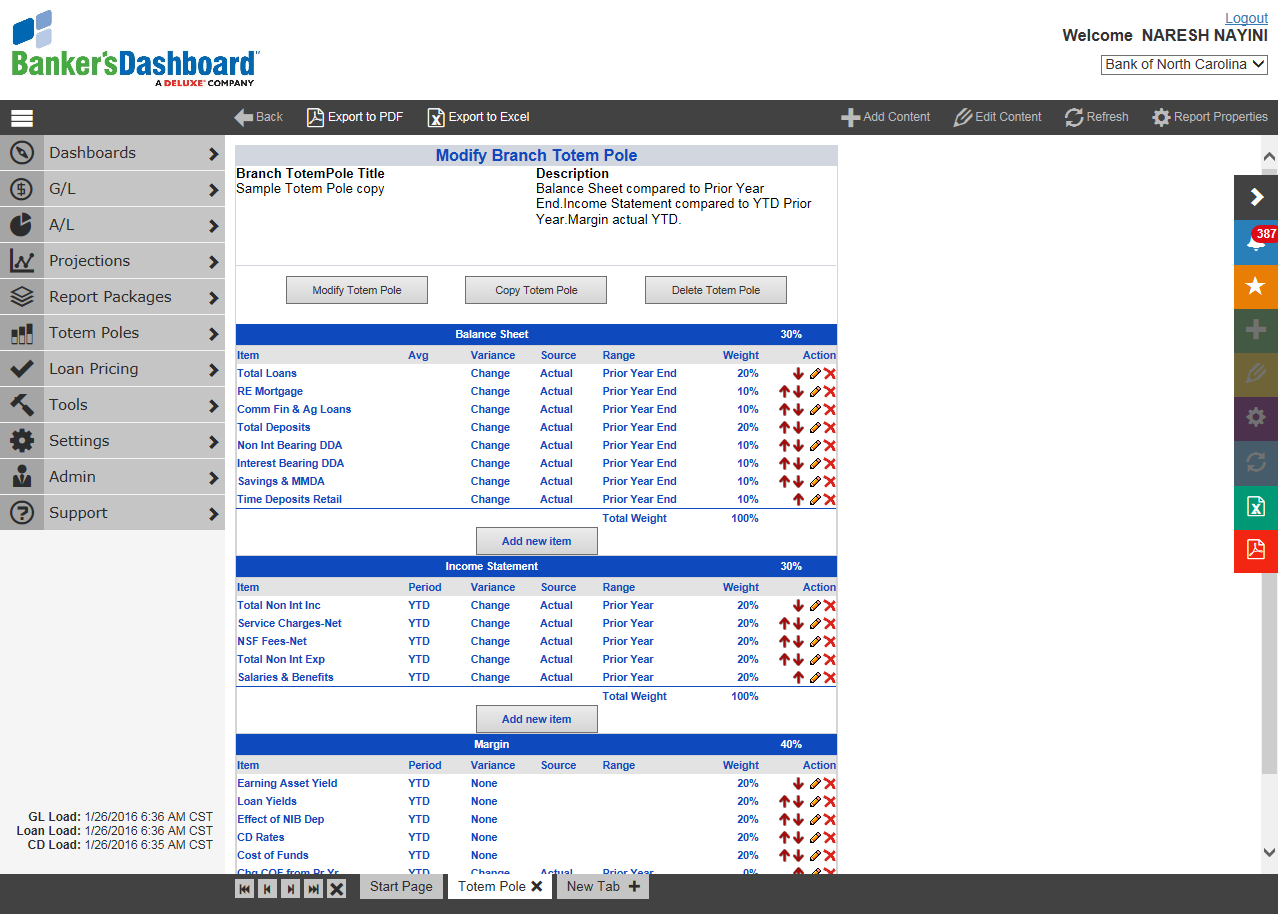 Logout
Banker'sDashboard
A DELUXE COMPANY
Welcome NARESH NAYINI
Bank of North Carolina
Back Export to PDF Export to Excel Add Content Edit Content Refresh Report Properties
Dashboards
G/L
A/L
Projections
Report Packages
Totem Poles
Loan Pricing
Tools
Settings
Admin
Support
GL Load: 1/26/2016 6:36 AM CST
Loan Load: 1/26/2016 6:36 AM CST
CD Load: 1/26/2016 6:35 AM CST
Modify Branch Totem Pole
Branch TotemPole Title Description
Sample Totem Pole copy Balance Sheet compared to Prior Year
End.Income Statement compared to YTD Prior
Year.Margin actual YTD.
Modify Totem Pole Copy Totem Pole Delete Totem Pole
Balance Sheet 30%
Item Avg Variance Source Range Weight Action
Total Loans Change Actual Prior Year End 20%
RE Mortgage Change Actual Prior Year End 10%
Comm Fin & Ag Loans Change Actual Prior Year End 10%
Total Deposits Change Actual Prior Year End 20%
Non Int Bearing DDA Change Actual Prior Year End 10%
Interest Bearing DDA Change Actual Prior Year End 10%
Savings & MMDA Change Actual Prior Year End 10%
Time Deposits Retail Change Actual Prior Year End 10%
Total Weight 100%
Add new item
Income Statement 30%
Item Period Variance Source Range Weight Action
Total Non Int Inc YTD Change Actual Prior Year 20%
Service Charges-Net YTD Change Actual Prior Year 20%
NSF Fees-Net YTD Change Actual Prior Year 20%
Total Non Int Exp YTD Change Actual Prior Year 20%
Salaries & Benefits YTD Change Actual Prior Year 20%
Total Weight 100%
Add new item
Margin 40%
Item Period Variance Source Range Weight Action
Earning Asset Yield YTD None 20%
Loan Yields YTD None 20%
Effect of NIB Dep YTD None 20%
CD Rates YTD None 20%
Cost of Funds YTD None 20%
Chg COF from Pr Yr YTD Change Actual Prior Year 0%
387
Start Page Totem Pole New Tab